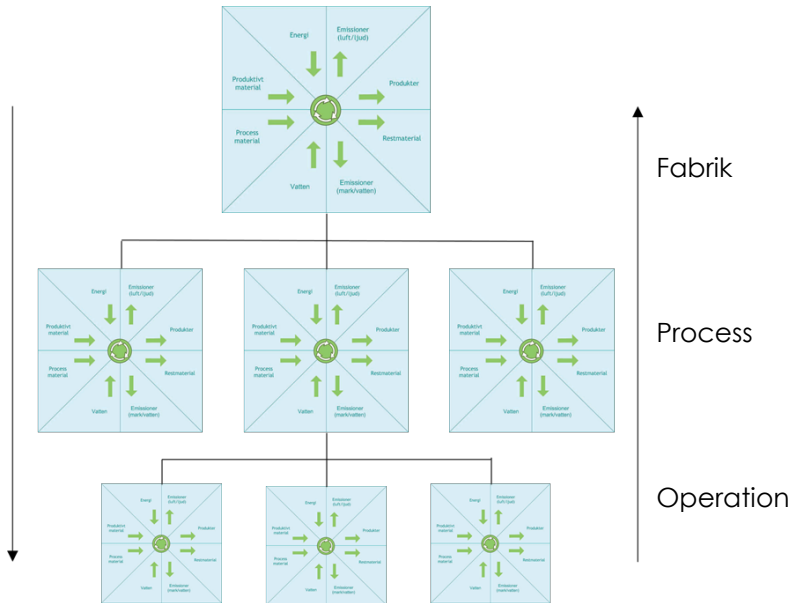 Energi
Emissioner
(luft/ljud)
Produktivt
material
Produkter
Process
material
Restmaterial
Vatten
Emissioner
(mark/vatten)
Fabrik
Energi
Emissioner
(luft/ljud)
Produktivt
material
Produkter
Process
material
Restmaterial
Vatten
Emissioner
(mark/vatten)
Energi
Emissioner
(luft/ljud)
Produktivt
material
Produkter
Process
material
Restmaterial
Vatten
Emissioner
(mark/vatten)
Energi
Emissioner
(luft/ljud)
Produktivt
material
Produkter
Process
material
Restmaterial
Vatten
Emissioner
(mark/vatten)
Process
Energi
Emissioner
(luft/ljud)
Produktivt
material
Produkter
Process
material
Restmaterial
Vatten
Emissioner
(mark/vatten)
Energi
Emissioner
(luft/ljud)
Produktivt
material
Produkter
Process
material
Restmaterial
Vatten
Emissioner
(mark/vatten)
Energi
Emissioner
(luft/ljud)
Produktivt
material
Produkter
Process
material
Restmaterial
Vatten
Emissioner
(mark/vatten)
Operation